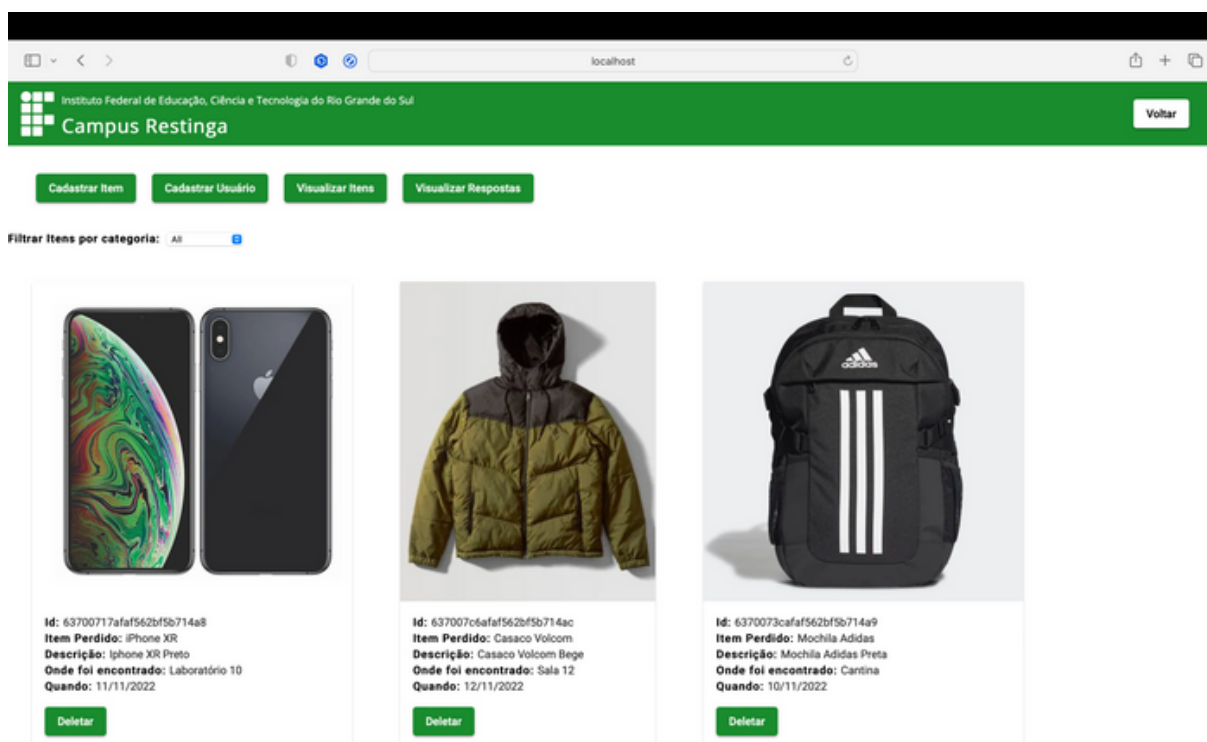 localhost
Instituto Federal de Educação, Ciência e Tecnologia do Rio Grande do Sul
Campus Restinga
Voltar
Cadastrar Item
Cadastrar Usuário
Visualizar Itens
Visualizar Respostas
Filtrar Itens por categoria: All
adidas
Id: 63700717afaf562bf5b714a8
Item Perdido: iPhone XR
Descrição: Iphone XR Preto
Onde foi encontrado: Laboratório 10
Quando: 11/11/2022
Deletar
Id: 637007c6afaf562bf5b714ac
Item Perdido: Casaco Volcom
Descrição: Casaco Volcom Bege
Onde foi encontrado: Sala 12
Quando: 12/11/2022
Deletar
Id: 6370073cafaf562bf5b714a9
Item Perdido: Mochila Adidas
Descrição: Mochila Adidas Preta
Onde foi encontrado: Cantina
Quando: 10/11/2022
Deletar